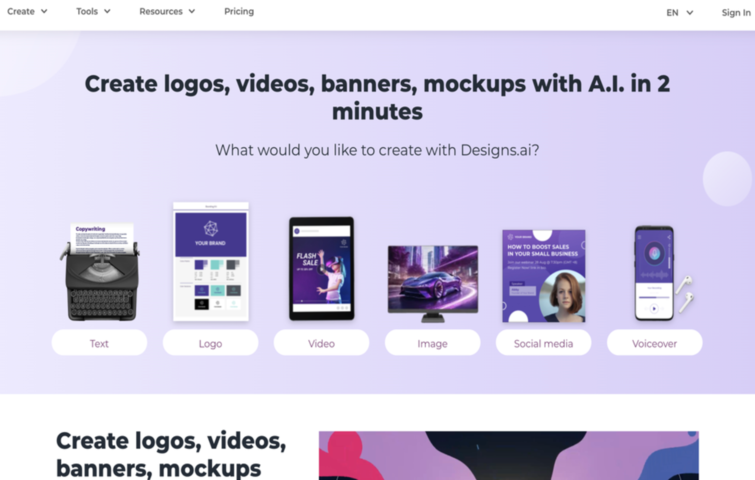 Create
Tools
Resources
Pricing
EN
Sign In
Create logos, videos, banners, mockups with A.I. in 2
minutes
What would you like to create with Designs.ai?
Copywriting
YOUR BRAND
FLASH
SALE
HOW TO BOOST SALES
IN YOUR SMALL BUSINESS
Text
Logo
Video
Image
Social media
Voiceover
Create logos, videos,
banners, mockups